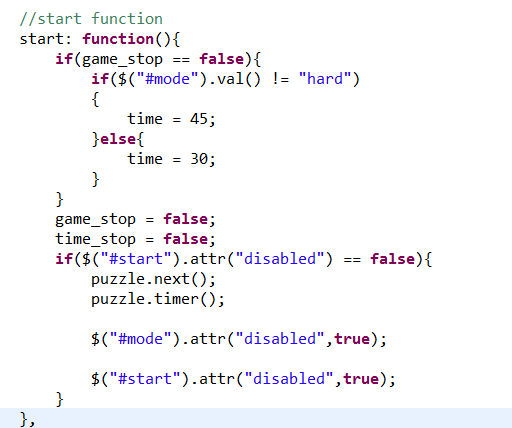 //start function
start: function(){
    if(game_stop == false){
        if($("#mode").val() != "hard")
        {
            time = 45;
        }else{
            time = 30;
        }
    }
    game_stop = false;
    time_stop = false;
    if($("#start").attr("disabled") == false){
        puzzle.next();
        puzzle.timer();

        $("#mode").attr("disabled",true);

        $("#start").attr("disabled",true);
    }
},